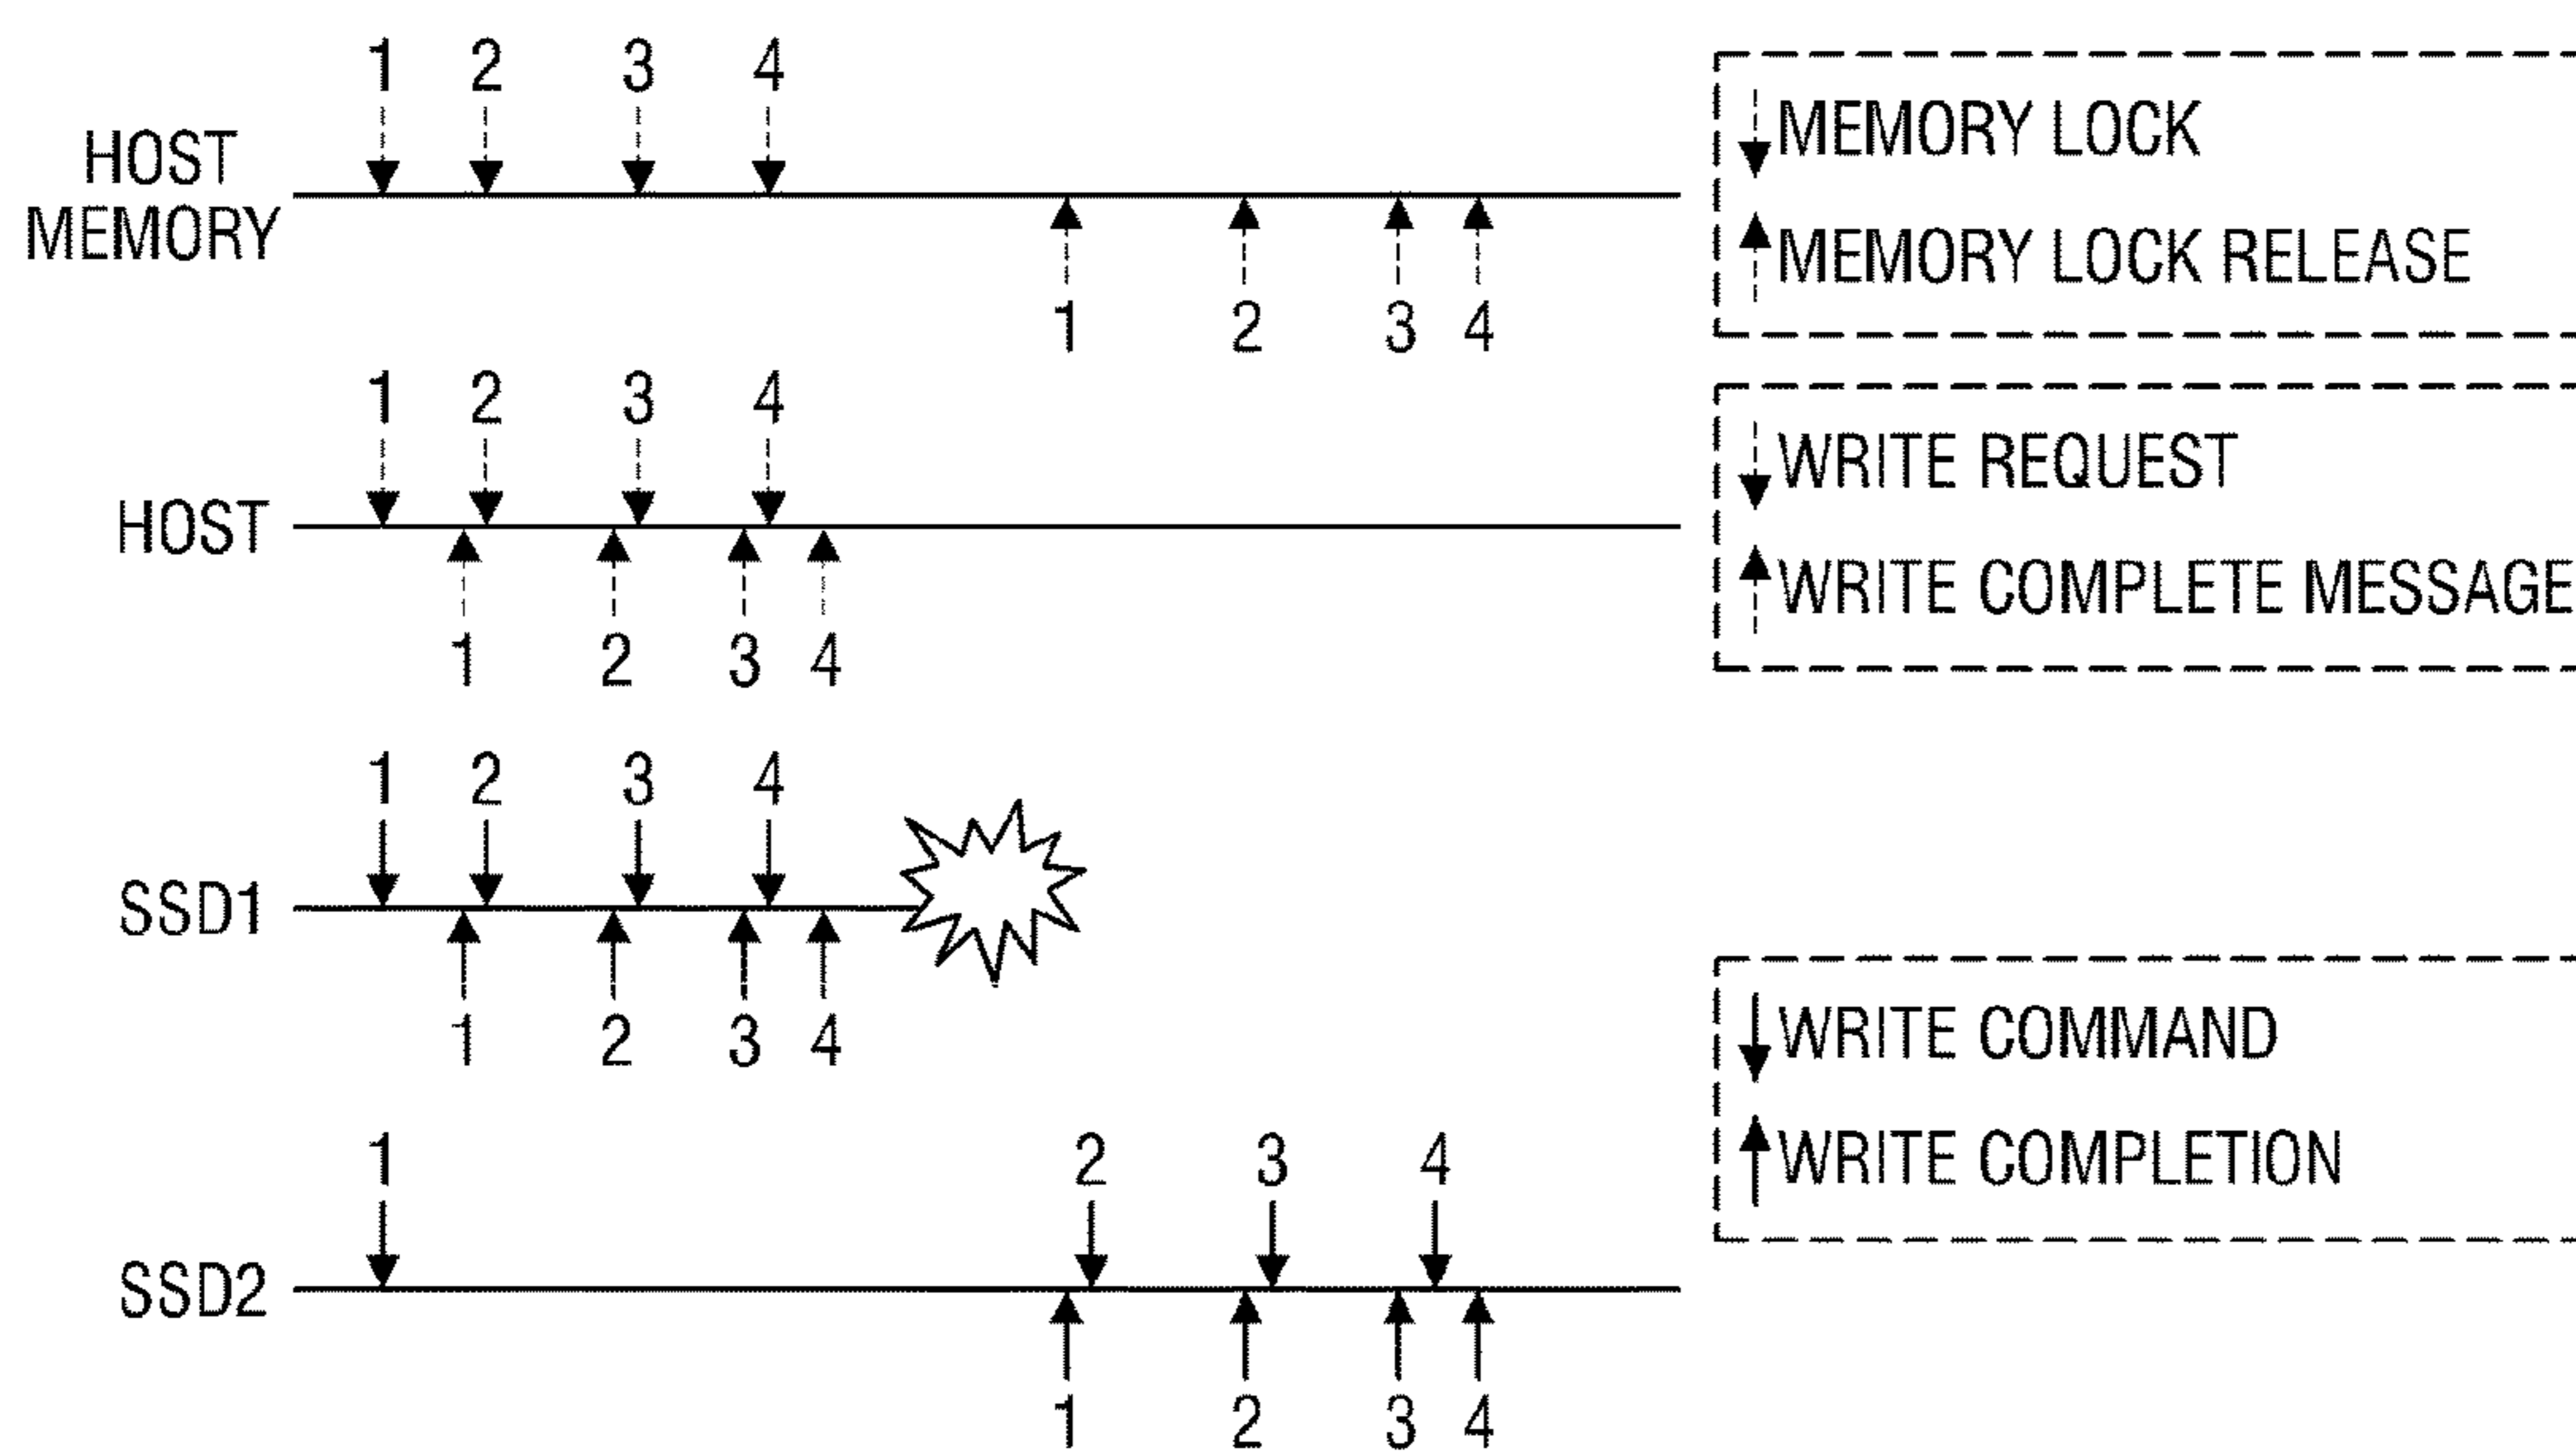 1 2 3 4
HOST
MEMORY
1 2 3 4
MEMORY LOCK
MEMORY LOCK RELEASE
1 2 3 4
HOST
1 2 3 4
WRITE REQUEST
WRITE COMPLETE MESSAGE
1 2 3 4
SSD1
1 2 3 4
WRITE COMMAND
WRITE COMPLETION
1 2 3 4
SSD2
1 2 3 4